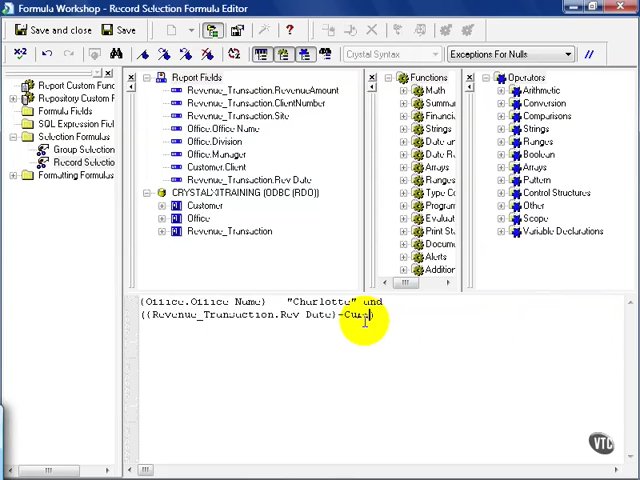 Formula Workshop - Record Selection Formula Editor
Save and close Save
Crystal Syntax Exceptions For Nulls
Report Custom Func
Repository Custom F
Formula Fields
SQL Expression Field
Selection Formulas
Group Selection
Record Selectio
Formatting Formulas
Report Fields
Revenue_Transaction.RevenueAmount
Revenue_Transaction.ClientNumber
Revenue_Transaction.Site
Office.Office Name
Office.Division
Office.Manager
Customer.Client
Revenue_Transaction.Rev Date
(ODBC (RDO))
Customer
Office
Revenue_Transaction
Functions
Math
Summar
Financi
Strings
Date an
Date Ra
Arrays
Ranges
Type Co
Program
Evaluat
Print St
Docume
Alerts
Addition
Operators
Arithmetic
Conversion
Comparisons
Strings
Ranges
Boolean
Arrays
Pattern
Control Structures
Other
Scope
Variable Declarations
{Office.Office Name} "Charlotte" and
({Revenue_Transaction.Rev Date}-Curr)
VTC